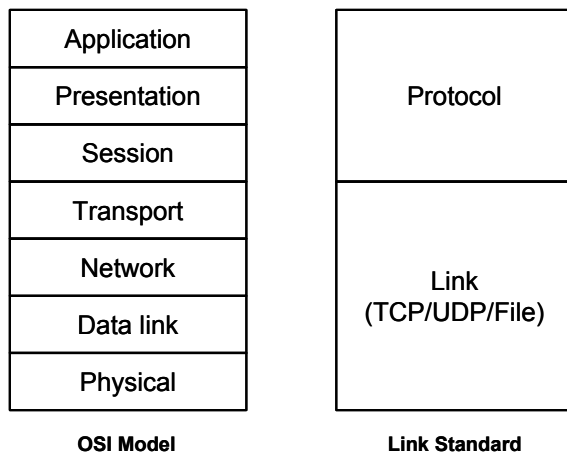 Application
Presentation
Session
Transport
Network
Data link
Physical
OSI Model
Protocol
Link
(TCP/UDP/File)
Link Standard